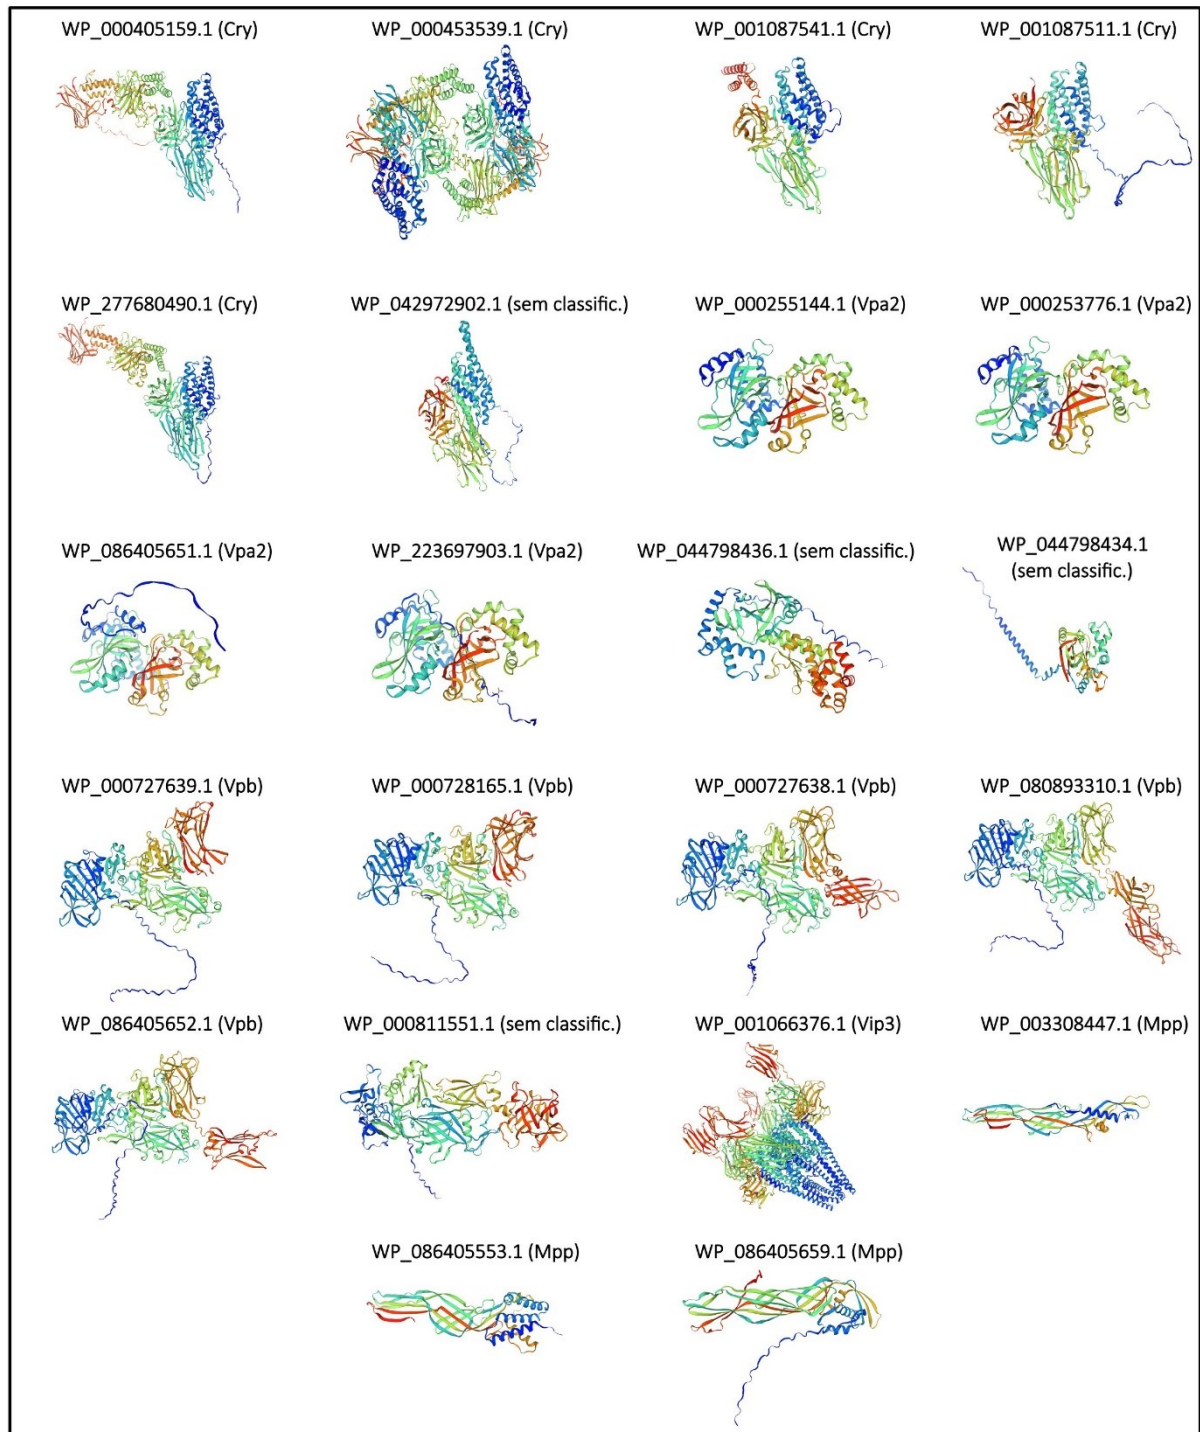 WP_000405159.1 (Cry)
WP_000453539.1 (Cry)
WP_001087541.1 (Cry)
WP_001087511.1 (Cry)
WP_277680490.1 (Cry)
WP_042972902.1 (sem classific.)
WP_000255144.1 (Vpa2)
WP_000253776.1 (Vpa2)
WP_086405651.1 (Vpa2)
WP_223697903.1 (Vpa2)
WP_044798436.1 (sem classific.)
WP_044798434.1
(sem classific.)
WP_000727639.1 (Vpb)
WP_000728165.1 (Vpb)
WP_000727638.1 (Vpb)
WP_080893310.1 (Vpb)
WP_086405652.1 (Vpb)
WP_000811551.1 (sem classific.)
WP_001066376.1 (Vip3)
WP_003308447.1 (Mpp)
WP_086405553.1 (Mpp)
WP_086405659.1 (Mpp)